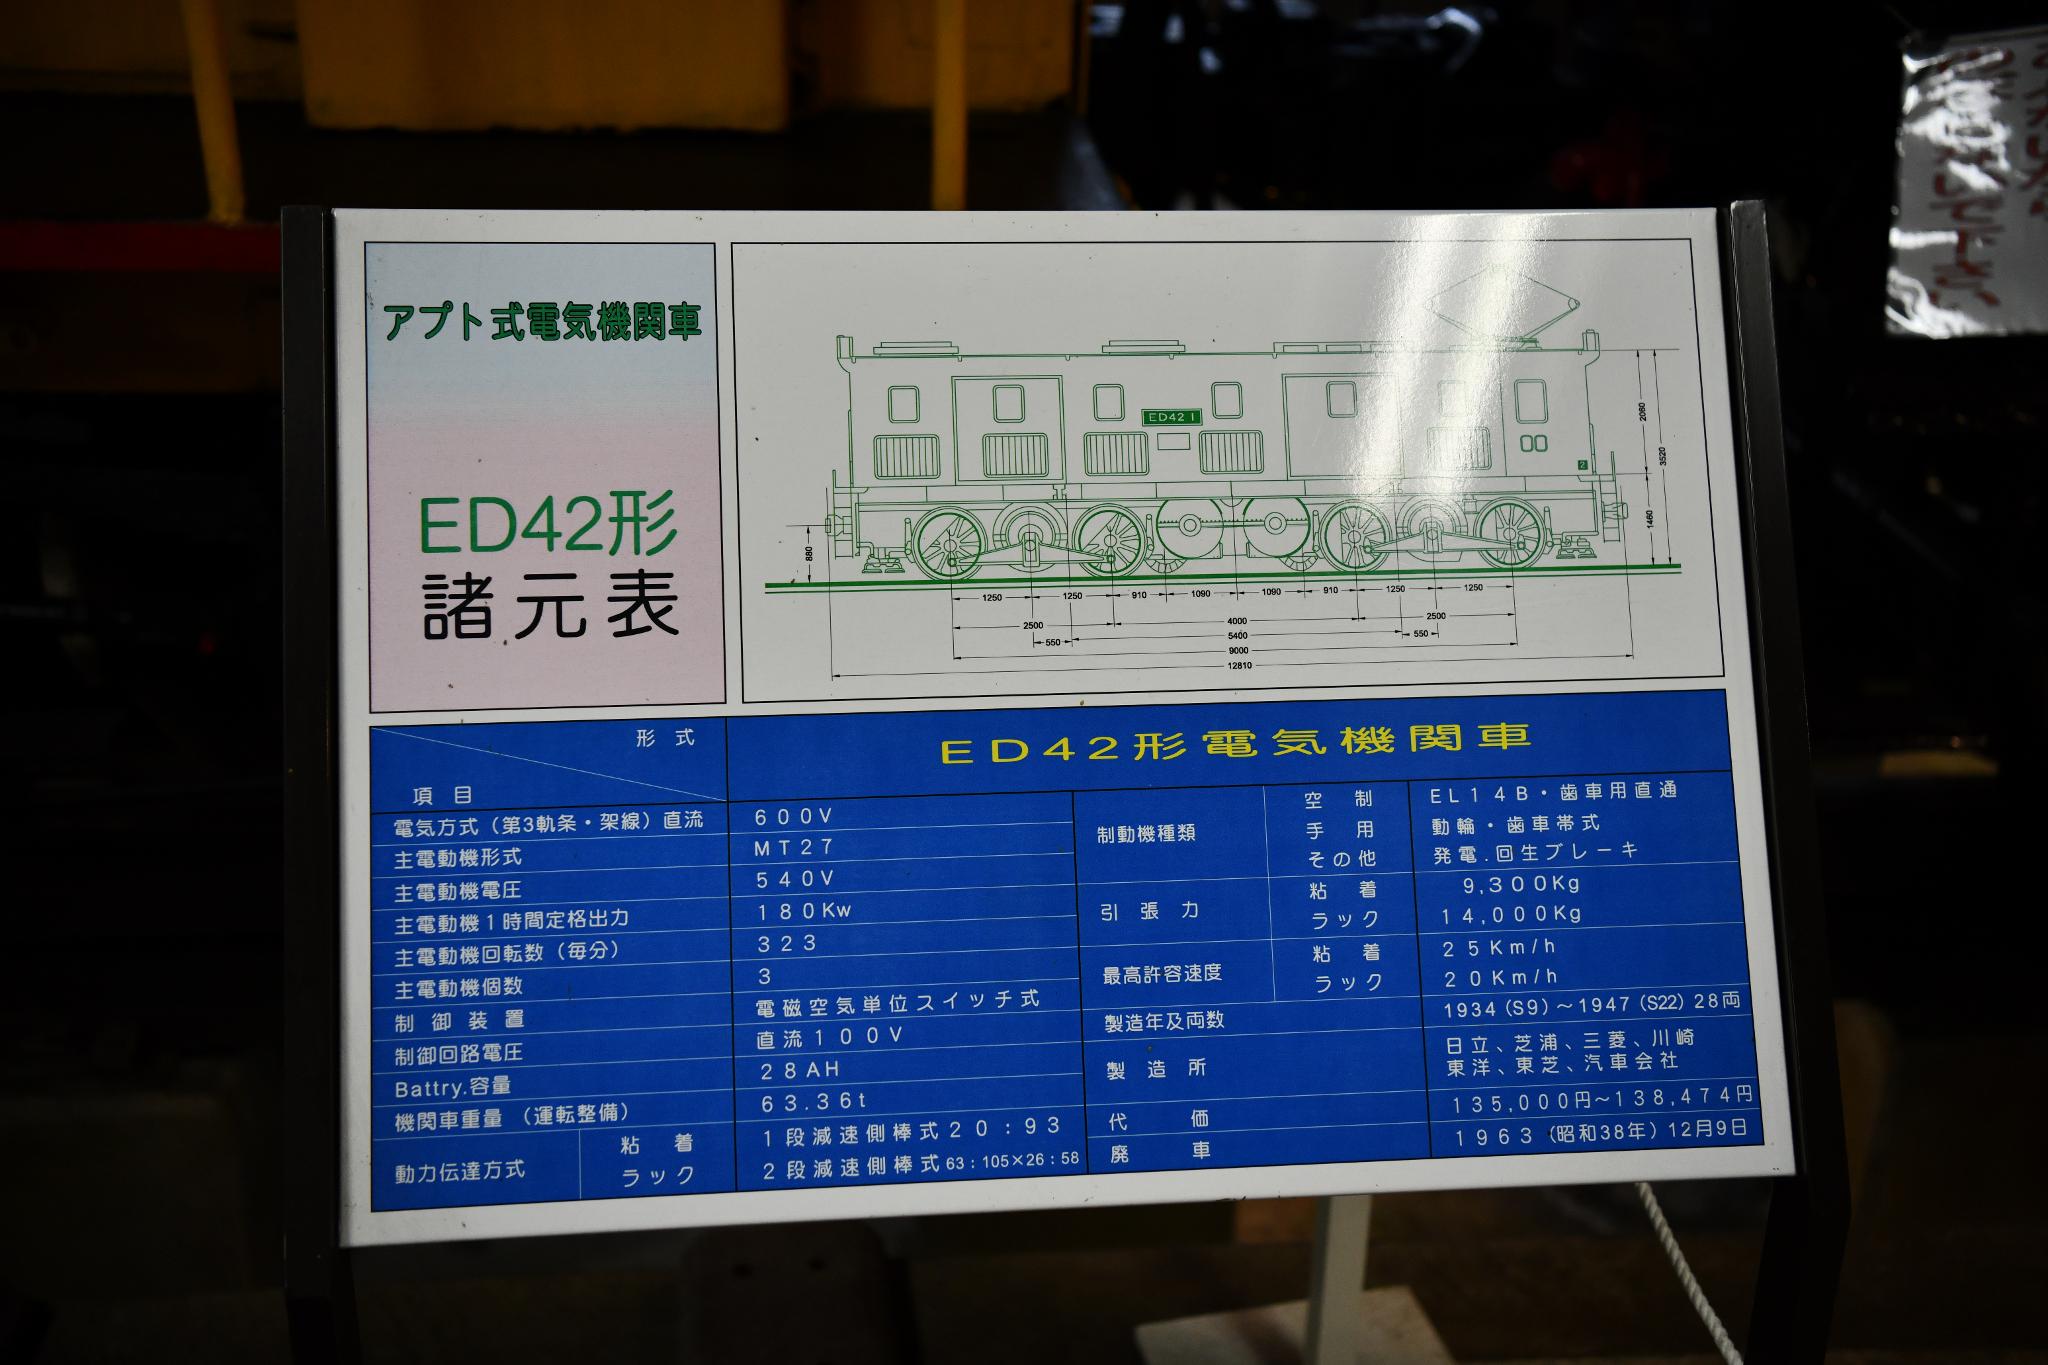 アプト式電気機関車
ED42形
諸元表
ED42 1
2
2060
3520
1460
880
1250 1250 910 1090 1090 910 1250 1250
2500 4000 2500
550 5400 550
9000
12810
形 式
項 目
ED42形電気機関車
電気方式（第3軌条・架線）直流 600V
主電動機形式 MT27
主電動機電圧 540V
主電動機1時間定格出力 180Kw
主電動機回転数（毎分） 323
主電動機個数 3
制御装置 電磁空気単位スイッチ式
制御回路電圧 直流100V
Battry.容量 28AH
機関車重量（運転整備） 63.36t
動力伝達方式
粘着 1段減速側棒式20：93
ラック 2段減速側棒式63：105×26：58
制動機種類
空制 EL14B・歯車用直通
手用 動輪・歯車帯式
その他 発電.回生ブレーキ
引張力
粘着 9,300Kg
ラック 14,000Kg
最高許容速度
粘着 25Km/h
ラック 20Km/h
製造年及両数 1934（S9）～1947（S22）28両
製造所 日立、芝浦、三菱、川崎
東洋、東芝、汽車会社
代価 135,000円～138,474円
廃車 1963（昭和38年）12月9日